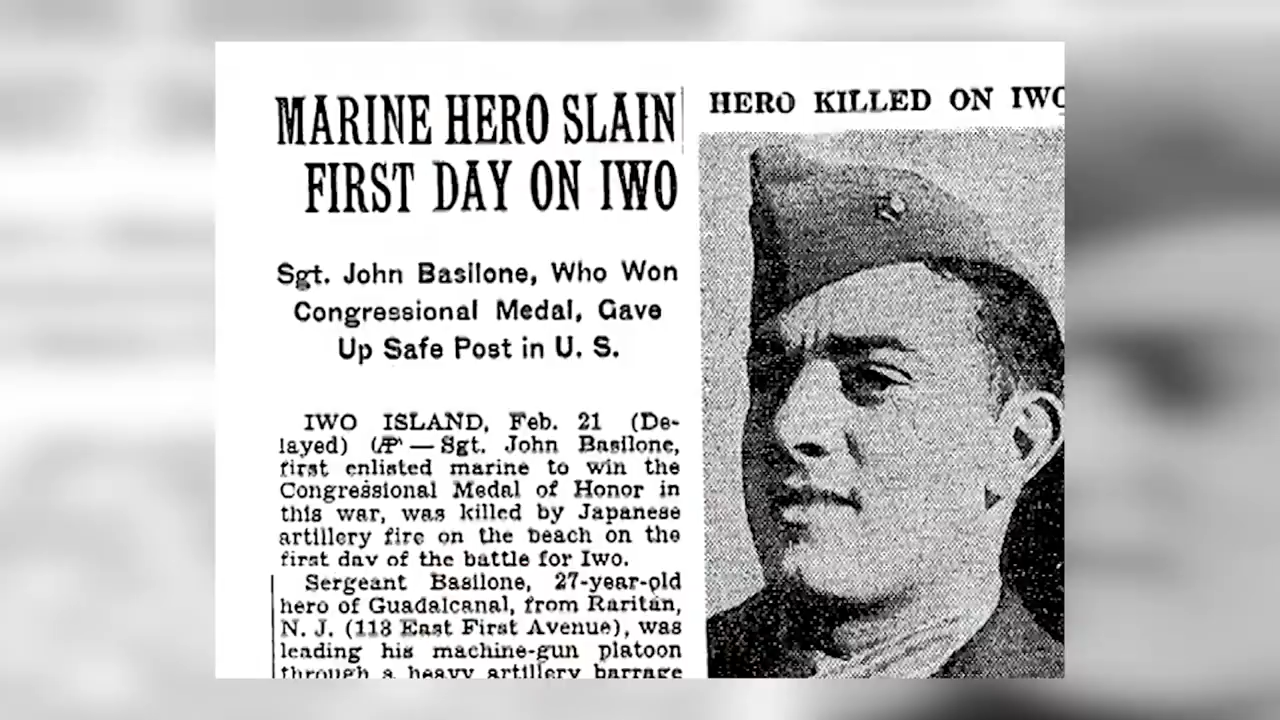 MARINE HERO SLAIN
FIRST DAY ON IWO
Sgt. John Basilone, Who Won
Congressional Medal, Gave
Up Safe Post in U. S.
IWO ISLAND, Feb. 21 (De-
layed) (AP) — Sgt. John Basilone,
first enlisted marine to win the
Congressional Medal of Honor in
this war, was killed by Japanese
artillery fire on the beach on the
first day of the battle for Iwo.
Sergeant Basilone, 27-year-old
hero of Guadalcanal, from Raritan,
N. J. (113 East First Avenue), was
leading his machine-gun platoon
through a heavy artillery barrage
HERO KILLED ON IWO